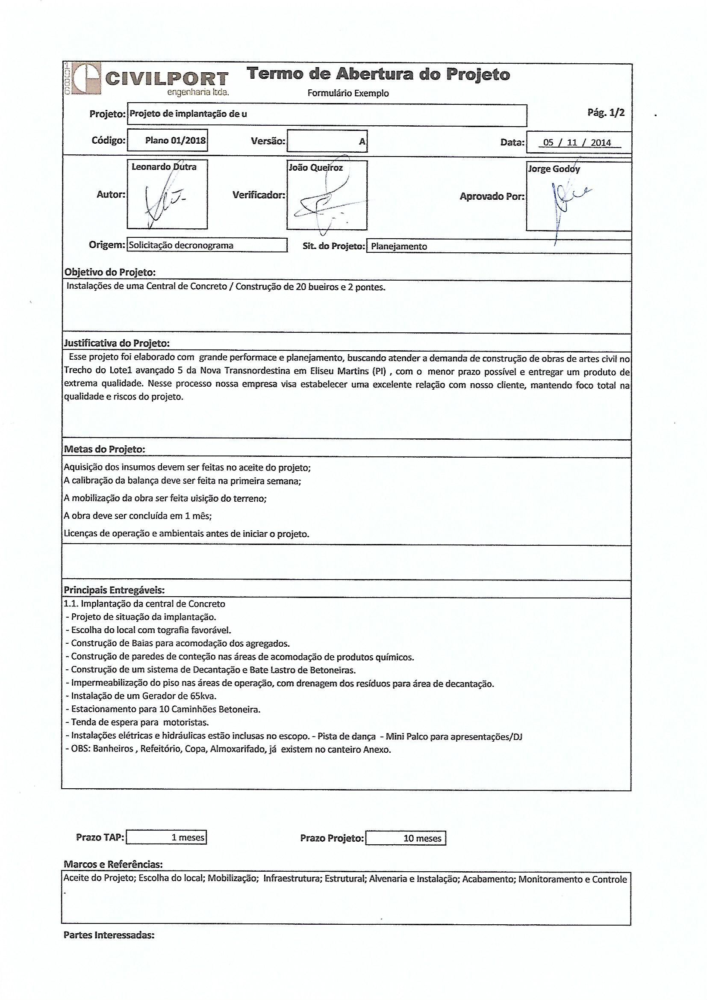 CIVILPORT
engenharia ltda.
Termo de Abertura do Projeto
Formulário Exemplo
Projeto: Projeto de implantação de u
Pág. 1/2
Código: Plano 01/2018 Versão: A Data: 05 / 11 / 2014
Leonardo Dutra João Queiroz Jorge Godoy
Autor: Verificador: Aprovado Por:
Origem: Solicitação decronograma Sit. do Projeto: Planejamento
Objetivo do Projeto:
Instalações de uma Central de Concreto / Construção de 20 bueiros e 2 pontes.
Justificativa do Projeto:
Esse projeto foi elaborado com grande performace e planejamento, buscando atender a demanda de construção de obras de artes civil no
Trecho do Lote1 avançado 5 da Nova Transnordestina em Eliseu Martins (PI) , com o menor prazo possível e entregar um produto de
extrema qualidade. Nesse processo nossa empresa visa estabelecer uma excelente relação com nosso cliente, mantendo foco total na
qualidade e riscos do projeto.
Metas do Projeto:
Aquisição dos insumos devem ser feitas no aceite do projeto;
A calibração da balança deve ser feita na primeira semana;
A mobilização da obra ser feita uisição do terreno;
A obra deve ser concluída em 1 mês;
Licenças de operação e ambientais antes de iniciar o projeto.
Principais Entregáveis:
1.1. Implantação da central de Concreto
- Projeto de situação da implantação.
- Escolha do local com tografia favorável.
- Construção de Baias para acomodação dos agregados.
- Construção de paredes de conteção nas áreas de acomodação de produtos químicos.
- Construção de um sistema de Decantação e Bate Lastro de Betoneiras.
- Impermeabilização do piso nas áreas de operação, com drenagem dos resíduos para área de decantação.
- Instalação de um Gerador de 65kva.
- Estacionamento para 10 Caminhões Betoneira.
- Tenda de espera para motoristas.
- Instalações elétricas e hidráulicas estão inclusas no escopo. - Pista de dança - Mini Palco para apresentações/DJ
- OBS: Banheiros , Refeitório, Copa, Almoxarifado, já existem no canteiro Anexo.
Prazo TAP: 1 meses Prazo Projeto: 10 meses
Marcos e Referências:
Aceite do Projeto; Escolha do local; Mobilização; Infraestrutura; Estrutural; Alvenaria e Instalação; Acabamento; Monitoramento e Controle
.
Partes Interessadas: